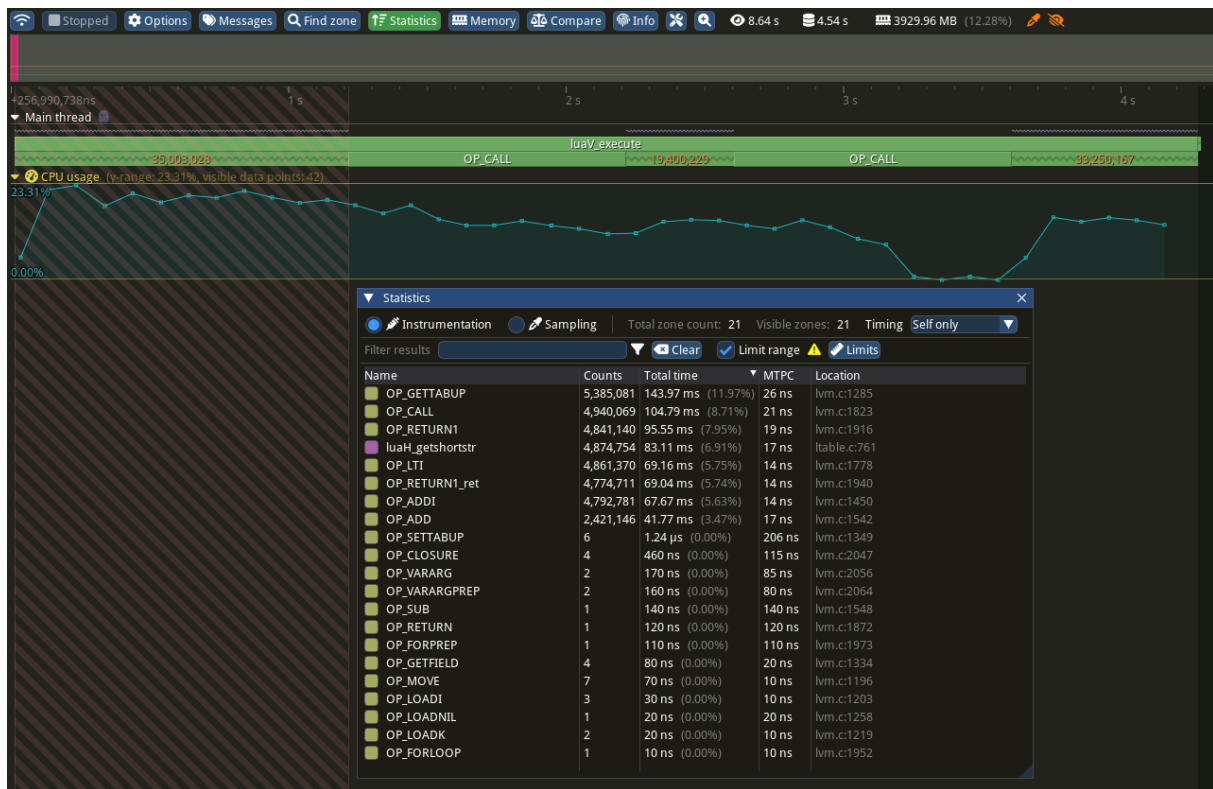 Stopped Options Messages Find zone Statistics Memory Compare Info 8.64 s 4.54 s 3929.96 MB (12.28%)
+256,990,738ns 1 s 2 s 3 s 4 s
Main thread
luaV_execute
35,003,028 OP_CALL 19,400,229 OP_CALL 33,250,167
CPU usage (y-range: 23.31%, visible data points: 42)
23.31%
0.00%
Statistics
Instrumentation Sampling Total zone count: 21 Visible zones: 21 Timing Self only
Filter results Clear Limit range Limits
Name Counts Total time MTPC Location
OP_GETTABUP 5,385,081 143.97 ms (11.97%) 26 ns lvm.c:1285
OP_CALL 4,940,069 104.79 ms (8.71%) 21 ns lvm.c:1823
OP_RETURN1 4,841,140 95.55 ms (7.95%) 19 ns lvm.c:1916
luaH_getshortstr 4,874,754 83.11 ms (6.91%) 17 ns ltable.c:761
OP_LTI 4,861,370 69.16 ms (5.75%) 14 ns lvm.c:1778
OP_RETURN1_ret 4,774,711 69.04 ms (5.74%) 14 ns lvm.c:1940
OP_ADDI 4,792,781 67.67 ms (5.63%) 14 ns lvm.c:1450
OP_ADD 2,421,146 41.77 ms (3.47%) 17 ns lvm.c:1542
OP_SETTABUP 6 1.24 μs (0.00%) 206 ns lvm.c:1349
OP_CLOSURE 4 460 ns (0.00%) 115 ns lvm.c:2047
OP_VARARG 2 170 ns (0.00%) 85 ns lvm.c:2056
OP_VARARGPREP 2 160 ns (0.00%) 80 ns lvm.c:2064
OP_SUB 1 140 ns (0.00%) 140 ns lvm.c:1548
OP_RETURN 1 120 ns (0.00%) 120 ns lvm.c:1872
OP_FORPREP 1 110 ns (0.00%) 110 ns lvm.c:1973
OP_GETFIELD 4 80 ns (0.00%) 20 ns lvm.c:1334
OP_MOVE 7 70 ns (0.00%) 10 ns lvm.c:1196
OP_LOADI 3 30 ns (0.00%) 10 ns lvm.c:1203
OP_LOADNIL 1 20 ns (0.00%) 20 ns lvm.c:1258
OP_LOADK 2 20 ns (0.00%) 10 ns lvm.c:1219
OP_FORLOOP 1 10 ns (0.00%) 10 ns lvm.c:1952